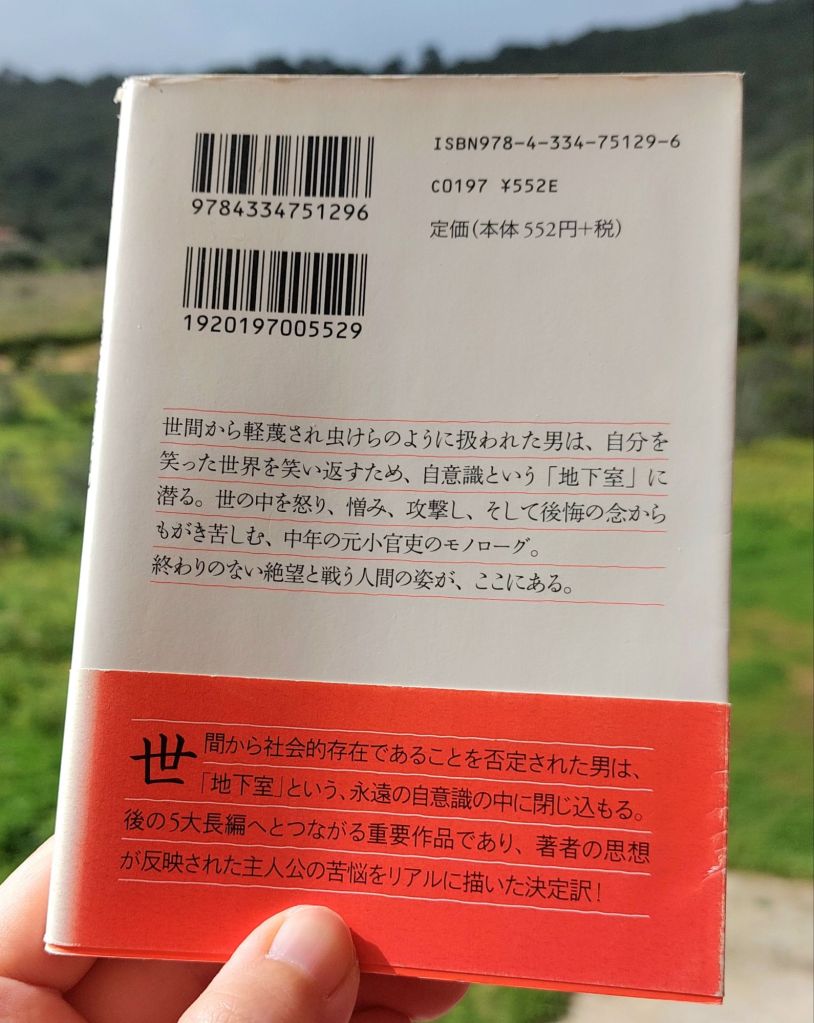 ISBN978-4-334-75129-6
9784334751296
C0197 ¥552E
定価(本体552円+税)
1920197005529
世間から軽蔑され虫けらのように扱われた男は、自分を
笑った世界を笑い返すため、自意識という「地下室」に
潜る。世の中を怒り、憎み、攻撃し、そして後悔の念から
もがき苦しむ、中年の元小官吏のモノローグ。
終わりのない絶望と戦う人間の姿が、ここにある。
世間から社会的存在であることを否定された男は、
「地下室」という、永遠の自意識の中に閉じ込もる。
後の5大長編へとつながる重要作品であり、著者の思想
が反映された主人公の苦悩をリアルに描いた決定訳!